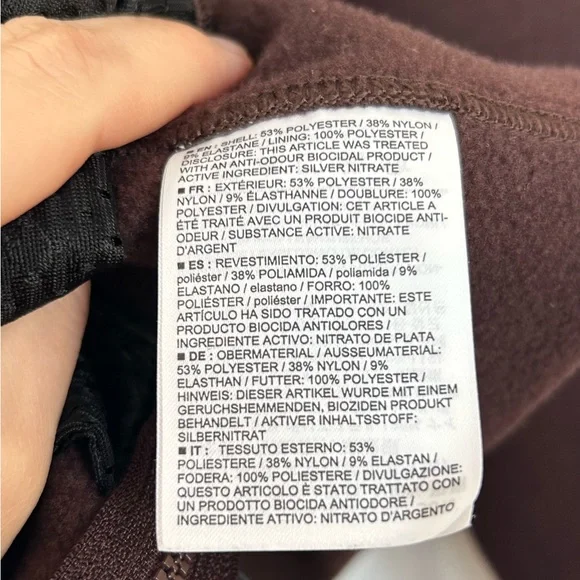 ■ EN : SHELL: 53% POLYESTER / 38% NYLON /
9% ELASTANE / LINING: 100% POLYESTER /
DISCLOSURE: THIS ARTICLE WAS TREATED
WITH AN ANTI-ODOUR BIOCIDAL PRODUCT /
ACTIVE INGREDIENT: SILVER NITRATE
■ FR : EXTÉRIEUR: 53% POLYESTER / 38%
NYLON / 9% ÉLASTHANNE / DOUBLURE: 100%
POLYESTER / DIVULGATION: CET ARTICLE A
ÉTÉ TRAITÉ AVEC UN PRODUIT BIOCIDE ANTI-
ODEUR / SUBSTANCE ACTIVE: NITRATE
D'ARGENT
■ ES : REVESTIMIENTO: 53% POLIÉSTER /
poliéster / 38% POLIAMIDA / poliamida / 9%
ELASTANO / elastano / FORRO: 100%
POLIÉSTER / poliéster / IMPORTANTE: ESTE
ARTÍCULO HA SIDO TRATADO CON UN
PRODUCTO BIOCIDA ANTIOLORES /
INGREDIENTE ACTIVO: NITRATO DE PLATA
■ DE : OBERMATERIAL / AUSSEUMATERIAL:
53% POLYESTER / 38% NYLON / 9%
ELASTHAN / FUTTER: 100% POLYESTER /
HINWEIS: DIESER ARTIKEL WURDE MIT EINEM
GERUCHSHEMMENDEN, BIOZIDEN PRODUKT
BEHANDELT / AKTIVER INHALTSSTOFF:
SILBERNITRAT
■ IT : TESSUTO ESTERNO: 53%
POLIESTERE / 38% NYLON / 9% ELASTAN /
FODERA: 100% POLIESTERE / DIVULGAZIONE:
QUESTO ARTICOLO È STATO TRATTATO CON
UN PRODOTTO BIOCIDA ANTIODORE /
INGREDIENTE ATTIVO: NITRATO D'ARGENTO